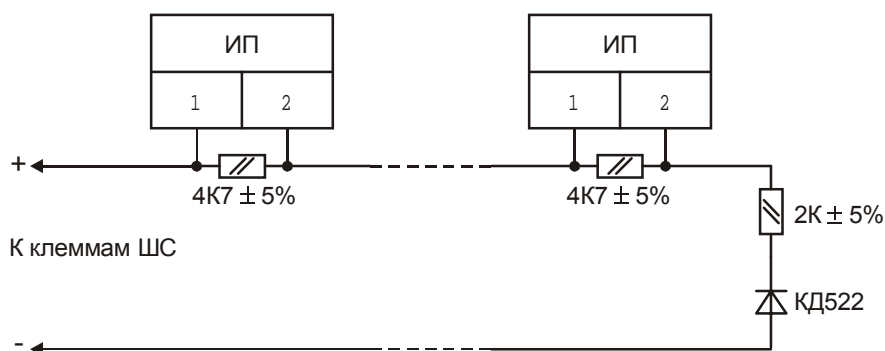 ИП ИП
1 2 1 2
+
4К7 ± 5% 4К7 ± 5%
2К ± 5%
К клеммам ШС
КД522
-